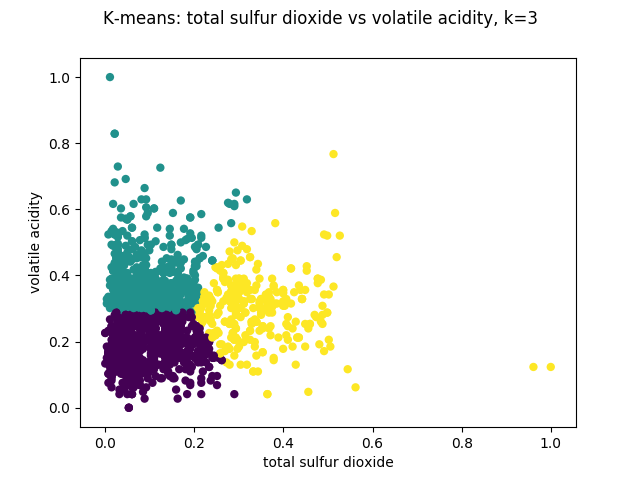 K-means: total sulfur dioxide vs volatile acidity, k=3
1.0
0.8
0.6
0.4
0.2
0.0
volatile acidity
0.0 0.2 0.4 0.6 0.8 1.0
total sulfur dioxide